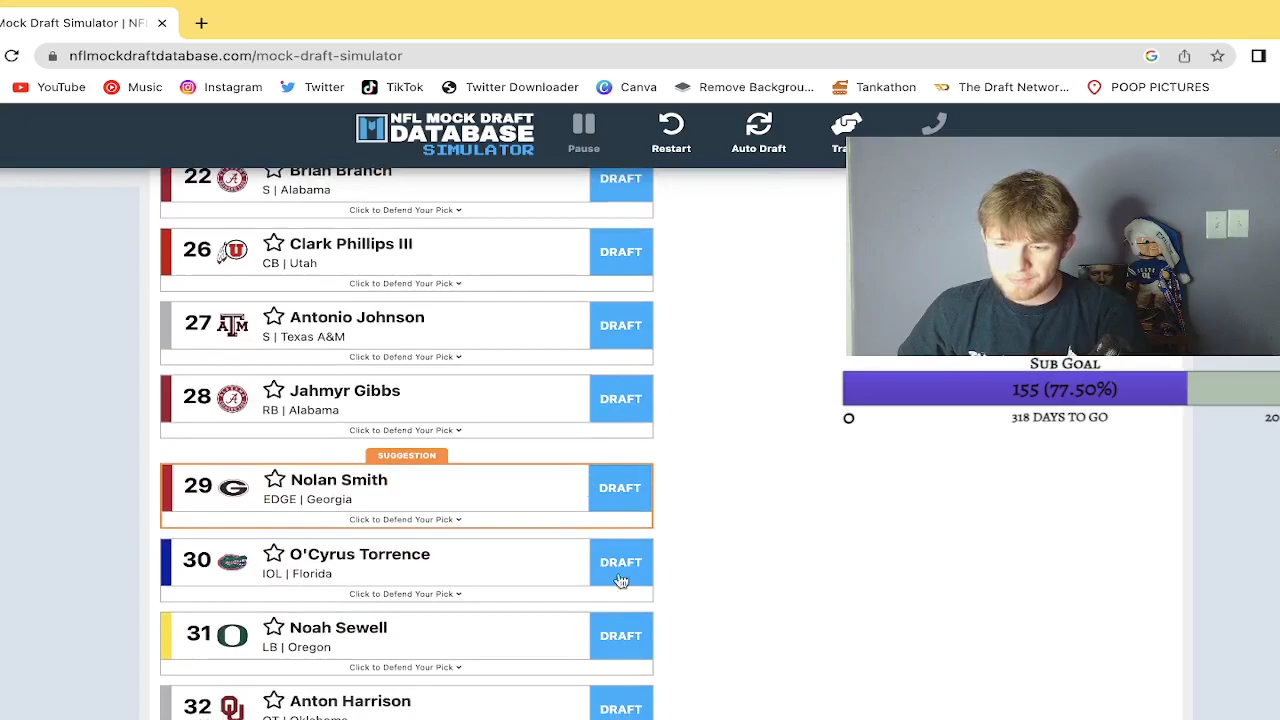 Mock Draft Simulator | NF
nflmockdraftdatabase.com/mock-draft-simulator
YouTube Music Instagram Twitter TikTok Twitter Downloader Canva Remove Backgrou... Tankathon The Draft Networ... POOP PICTURES
NFL MOCK DRAFT
DATABASE
SIMULATOR
Pause Restart Auto Draft Tra
22 Brian Branch DRAFT
S | Alabama
Click to Defend Your Pick
26 Clark Phillips III DRAFT
CB | Utah
Click to Defend Your Pick
27 Antonio Johnson DRAFT
S | Texas A&M
Click to Defend Your Pick
28 Jahmyr Gibbs DRAFT
RB | Alabama
Click to Defend Your Pick
SUGGESTION
29 Nolan Smith DRAFT
EDGE | Georgia
Click to Defend Your Pick
30 O'Cyrus Torrence DRAFT
IOL | Florida
Click to Defend Your Pick
31 Noah Sewell DRAFT
LB | Oregon
Click to Defend Your Pick
32 Anton Harrison DRAFT
OT | Oklahoma
SUB GOAL
155 (77.50%)
0 318 DAYS TO GO 20